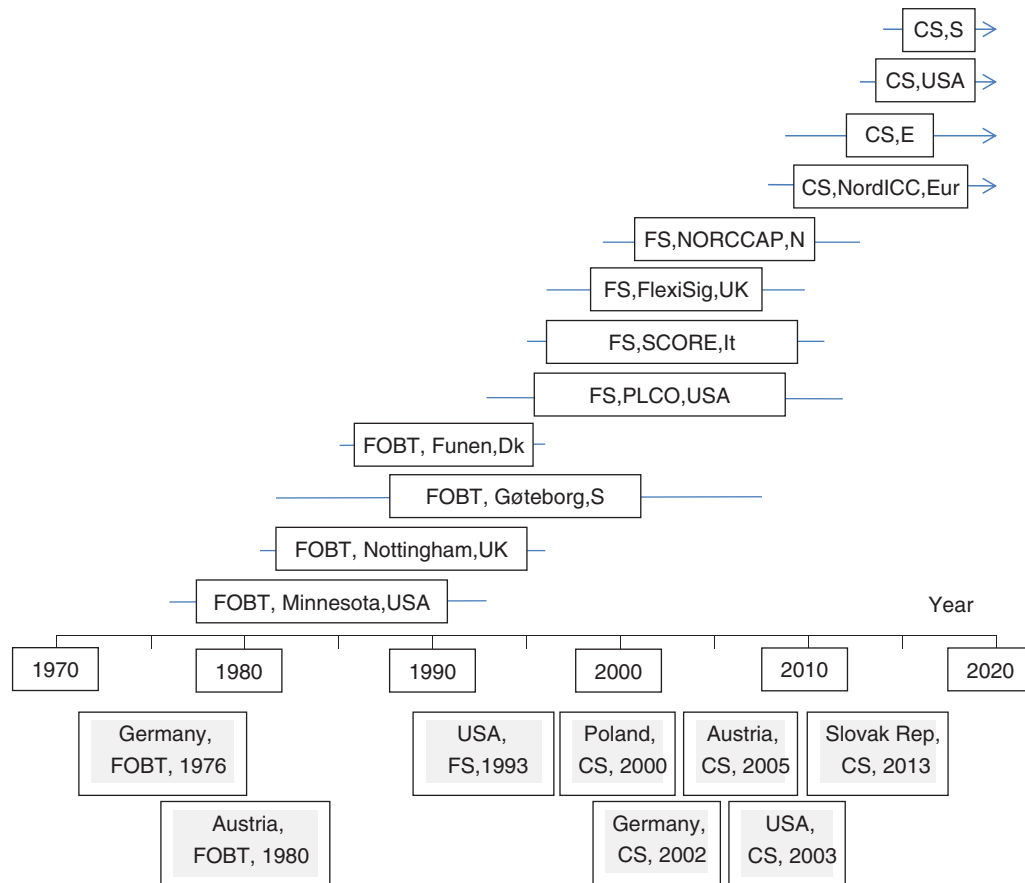 CS,S
CS,USA
CS,E
CS,NordICC,Eur
FS,NORCCAP,N
FS,FlexiSig,UK
FS,SCORE,It
FS,PLCO,USA
FOBT, Funen,Dk
FOBT, Gøteborg,S
FOBT, Nottingham,UK
FOBT, Minnesota,USA
Year
1970
1980
1990
2000
2010
2020
Germany,
FOBT, 1976
USA,
FS,1993
Poland,
CS, 2000
Austria,
CS, 2005
Slovak Rep,
CS, 2013
Austria,
FOBT, 1980
Germany,
CS, 2002
USA,
CS, 2003